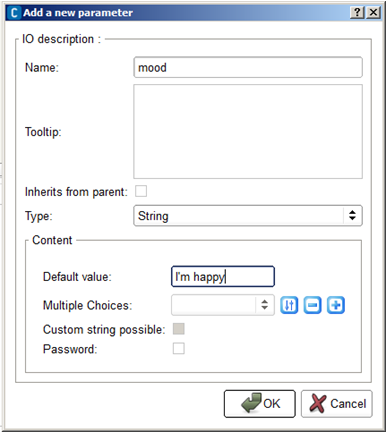 C Add a new parameter ? X
IO description :
Name: mood
Tooltip:
Inherits from parent:
Type: String
Content
Default value: I'm happy
Multiple Choices:
Custom string possible:
Password:
OK Cancel